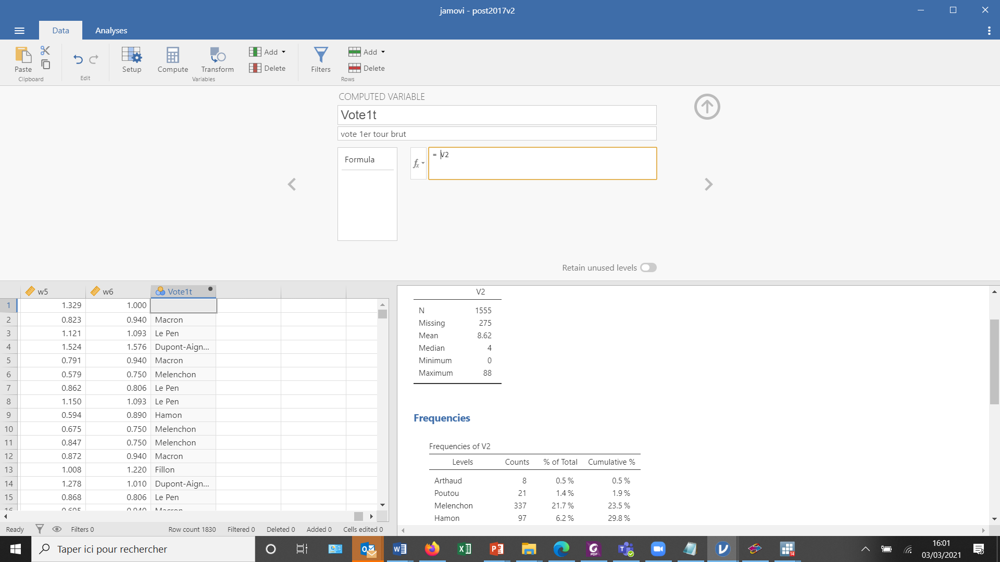 jamovi - post2017v2
Data
Analyses
Paste
Clipboard
Edit
Setup
Compute
Transform
Add
Delete
Variables
Filters
Add
Delete
Rows
COMPUTED VARIABLE
Vote1t
vote 1er tour brut
Formula
fx
= V2
Retain unused levels
w5 w6 Vote1t
1 1.329 1.000
2 0.823 0.940 Macron
3 1.121 1.093 Le Pen
4 1.524 1.576 Dupont-Aign...
5 0.791 0.940 Macron
6 0.579 0.750 Melenchon
7 0.862 0.806 Le Pen
8 1.150 1.093 Le Pen
9 0.594 0.890 Hamon
10 0.675 0.750 Melenchon
11 0.847 0.750 Melenchon
12 0.872 0.940 Macron
13 1.008 1.220 Fillon
14 1.278 1.010 Dupont-Aign...
15 0.868 0.806 Le Pen
16 0.695 0.940 Macron
V2
N 1555
Missing 275
Mean 8.62
Median 4
Minimum 0
Maximum 88
Frequencies
Frequencies of V2
Levels Counts % of Total Cumulative %
Arthaud 8 0.5 % 0.5 %
Poutou 21 1.4 % 1.9 %
Melenchon 337 21.7 % 23.5 %
Hamon 97 6.2 % 29.8 %
Ready Filters 0 Row count 1830 Filtered 0 Deleted 0 Added 0 Cells edited 0
Taper ici pour rechercher
PDF
14
16:01
03/03/2021